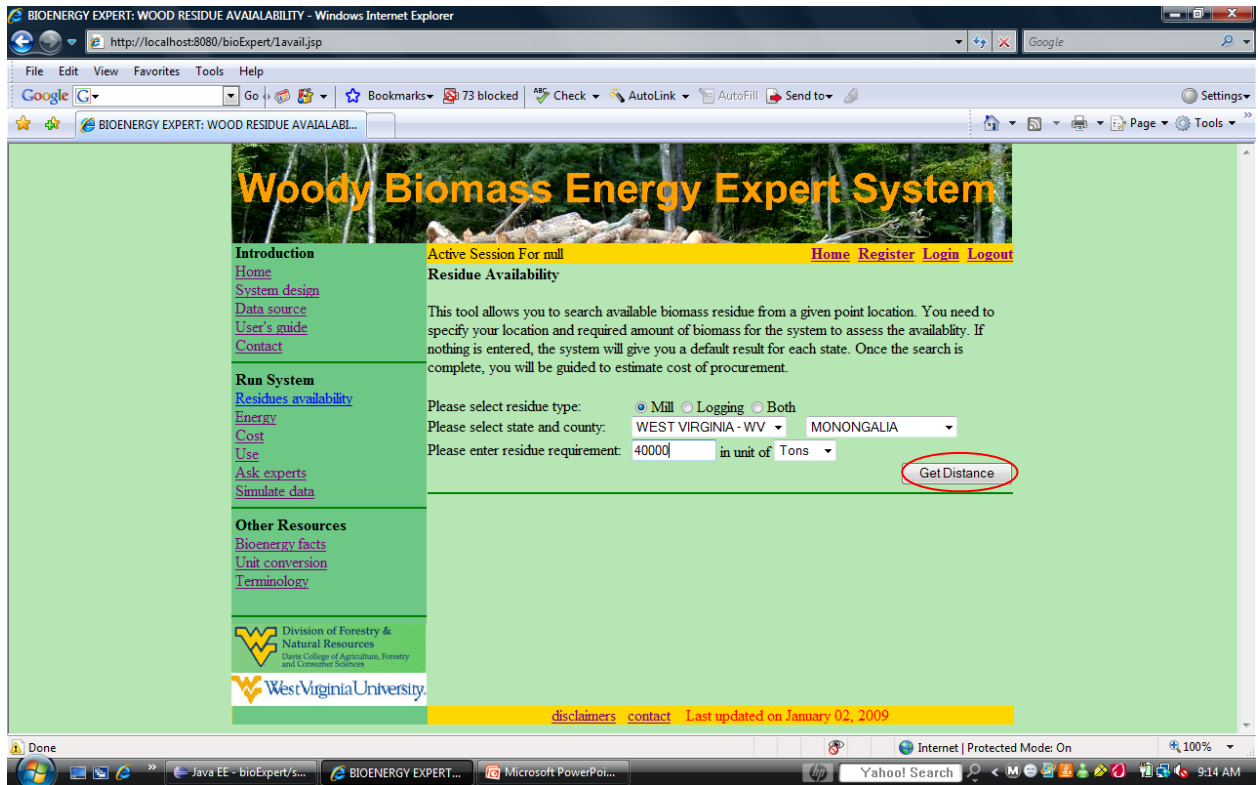 BIOENERGY EXPERT: WOOD RESIDUE AVAIALABILITY - Windows Internet Explorer
http://localhost:8080/bioExpert/1avail.jsp
Google
File Edit View Favorites Tools Help
Google G Go Bookmarks 73 blocked ABC Check AutoLink AutoFill Send to Settings
BIOENERGY EXPERT: WOOD RESIDUE AVAIALABI... Page Tools »
Woody Biomass Energy Expert System
Active Session For null Home Register Login Logout
Introduction
Home
System design
Data source
User's guide
Contact
Run System
Residues availability
Energy
Cost
Use
Ask experts
Simulate data
Other Resources
Bioenergy facts
Unit conversion
Terminology
Division of Forestry &
Natural Resources
Davis College of Agriculture, Forestry
and Consumer Sciences
WestVirginiaUniversity.
Residue Availability
This tool allows you to search available biomass residue from a given point location. You need to
specify your location and required amount of biomass for the system to assess the availablity. If
nothing is entered, the system will give you a default result for each state. Once the search is
complete, you will be guided to estimate cost of procurement.
Please select residue type: Mill Logging Both
Please select state and county: WEST VIRGINIA - WV MONONGALIA
Please enter residue requirement: 40000 in unit of Tons
Get Distance
disclaimers contact Last updated on January 02, 2009
Done Internet | Protected Mode: On 100%
» Java EE - bioExpert/s... BIOENERGY EXPERT... Microsoft PowerPoi... hp Yahoo! Search 9:14 AM